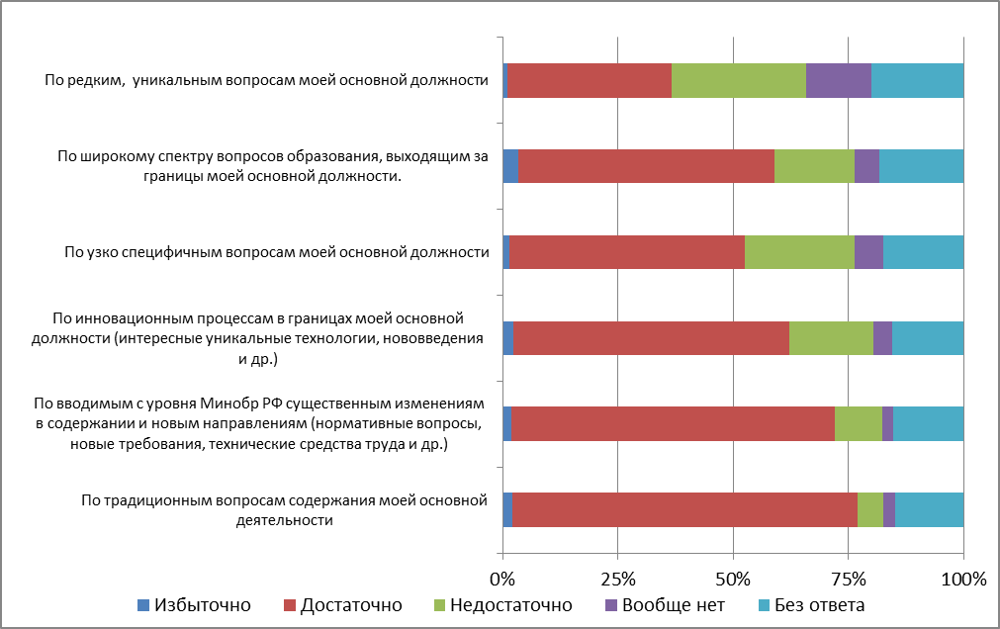 По редким,  уникальным вопросам моей основной должности
По широкому спектру вопросов образования, выходящим за
границы моей основной должности.
По узко специфичным вопросам моей основной должности
По инновационным процессам в границах моей основной
должности (интересные уникальные технологии, нововведения
и др.)
По вводимым с уровня Минобр РФ существенным изменениям
в содержании и новым направлениям (нормативные вопросы,
новые требования, технические средства труда и др.)
По традиционным вопросам содержания моей основной
деятельности
0% 25% 50% 75% 100%
Избыточно Достаточно Недостаточно Вообще нет Без ответа